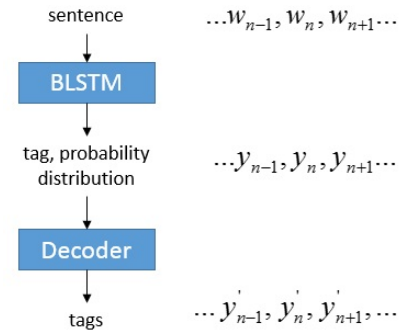 sentence ...w_{n-1}, w_n, w_{n+1}...
BLSTM
tag, probability
distribution
...y_{n-1}, y_n, y_{n+1}...
Decoder
tags ...y'_{n-1}, y'_n, y'_{n+1}, ...